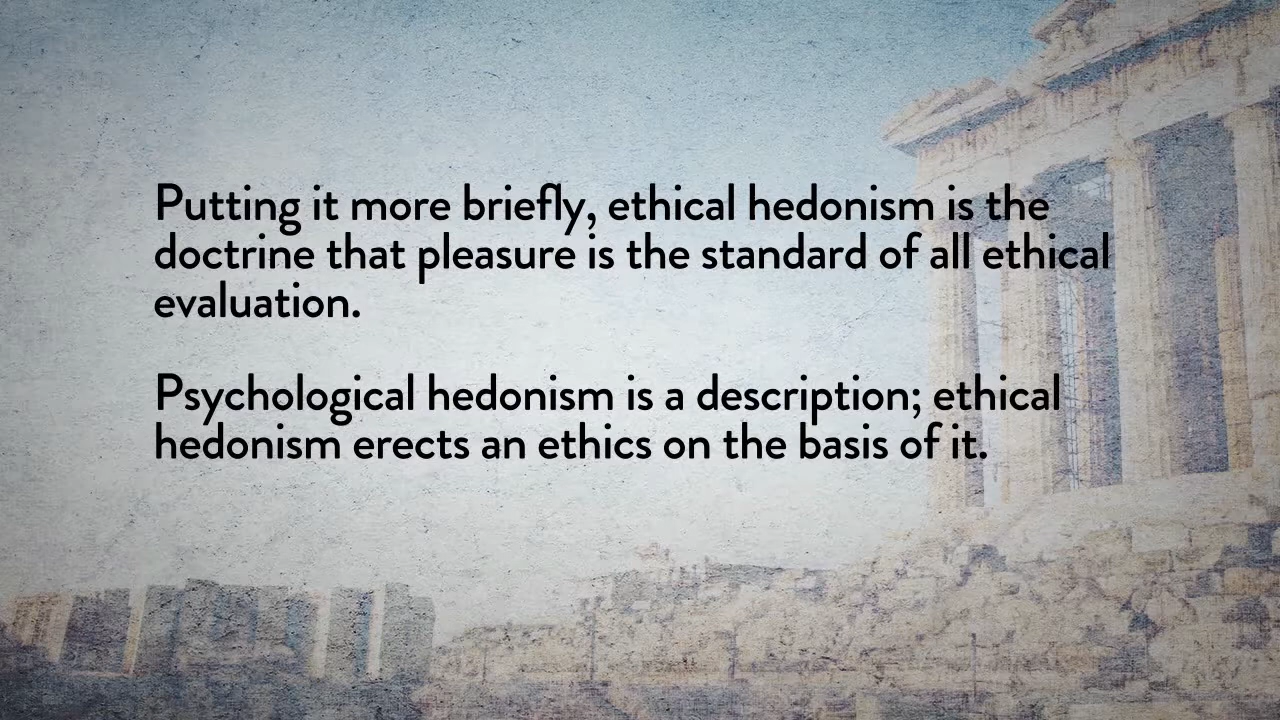 Putting it more briefly, ethical hedonism is the
doctrine that pleasure is the standard of all ethical
evaluation.
Psychological hedonism is a description; ethical
hedonism erects an ethics on the basis of it.